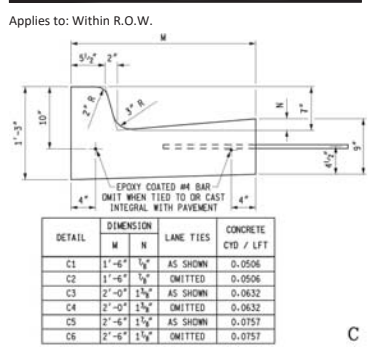 Applies to: Within R.O.W.
M
5½" 2"
2" R
3" R
N
7"
1'-3"
10"
4½"
9"
EPOXY COATED #4 BAR
4"
OMIT WHEN TIED TO OR CAST
4"
INTEGRAL WITH PAVEMENT
DETAIL DIMENSION LANE TIES CONCRETE
M N CYD / LFT
C1 1'-6" ⅞" AS SHOWN 0.0506
C2 1'-6" ⅞" OMITTED 0.0506
C3 2'-0" AS SHOWN 0.0632
C4 2'-0" OMITTED 0.0632
C5 2'-6" AS SHOWN 0.0757
C6 2'-6" OMITTED 0.0757
C